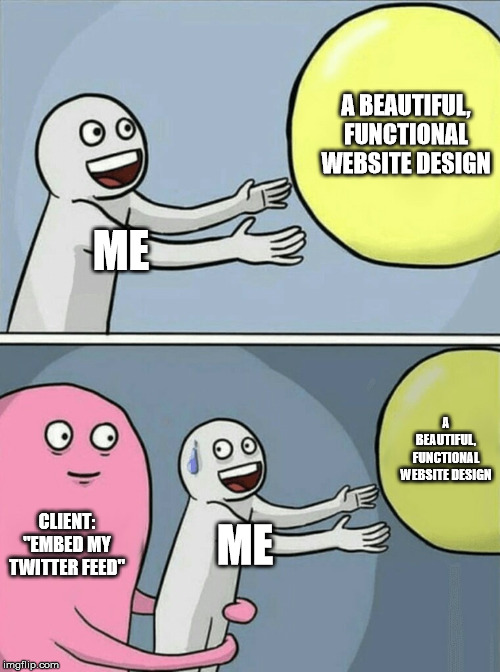 A BEAUTIFUL,
FUNCTIONAL
WEBSITE DESIGN
ME
A
BEAUTIFUL,
FUNCTIONAL
WEBSITE DESIGN
CLIENT:
"EMBED MY
TWITTER FEED"
ME
imgflip.com